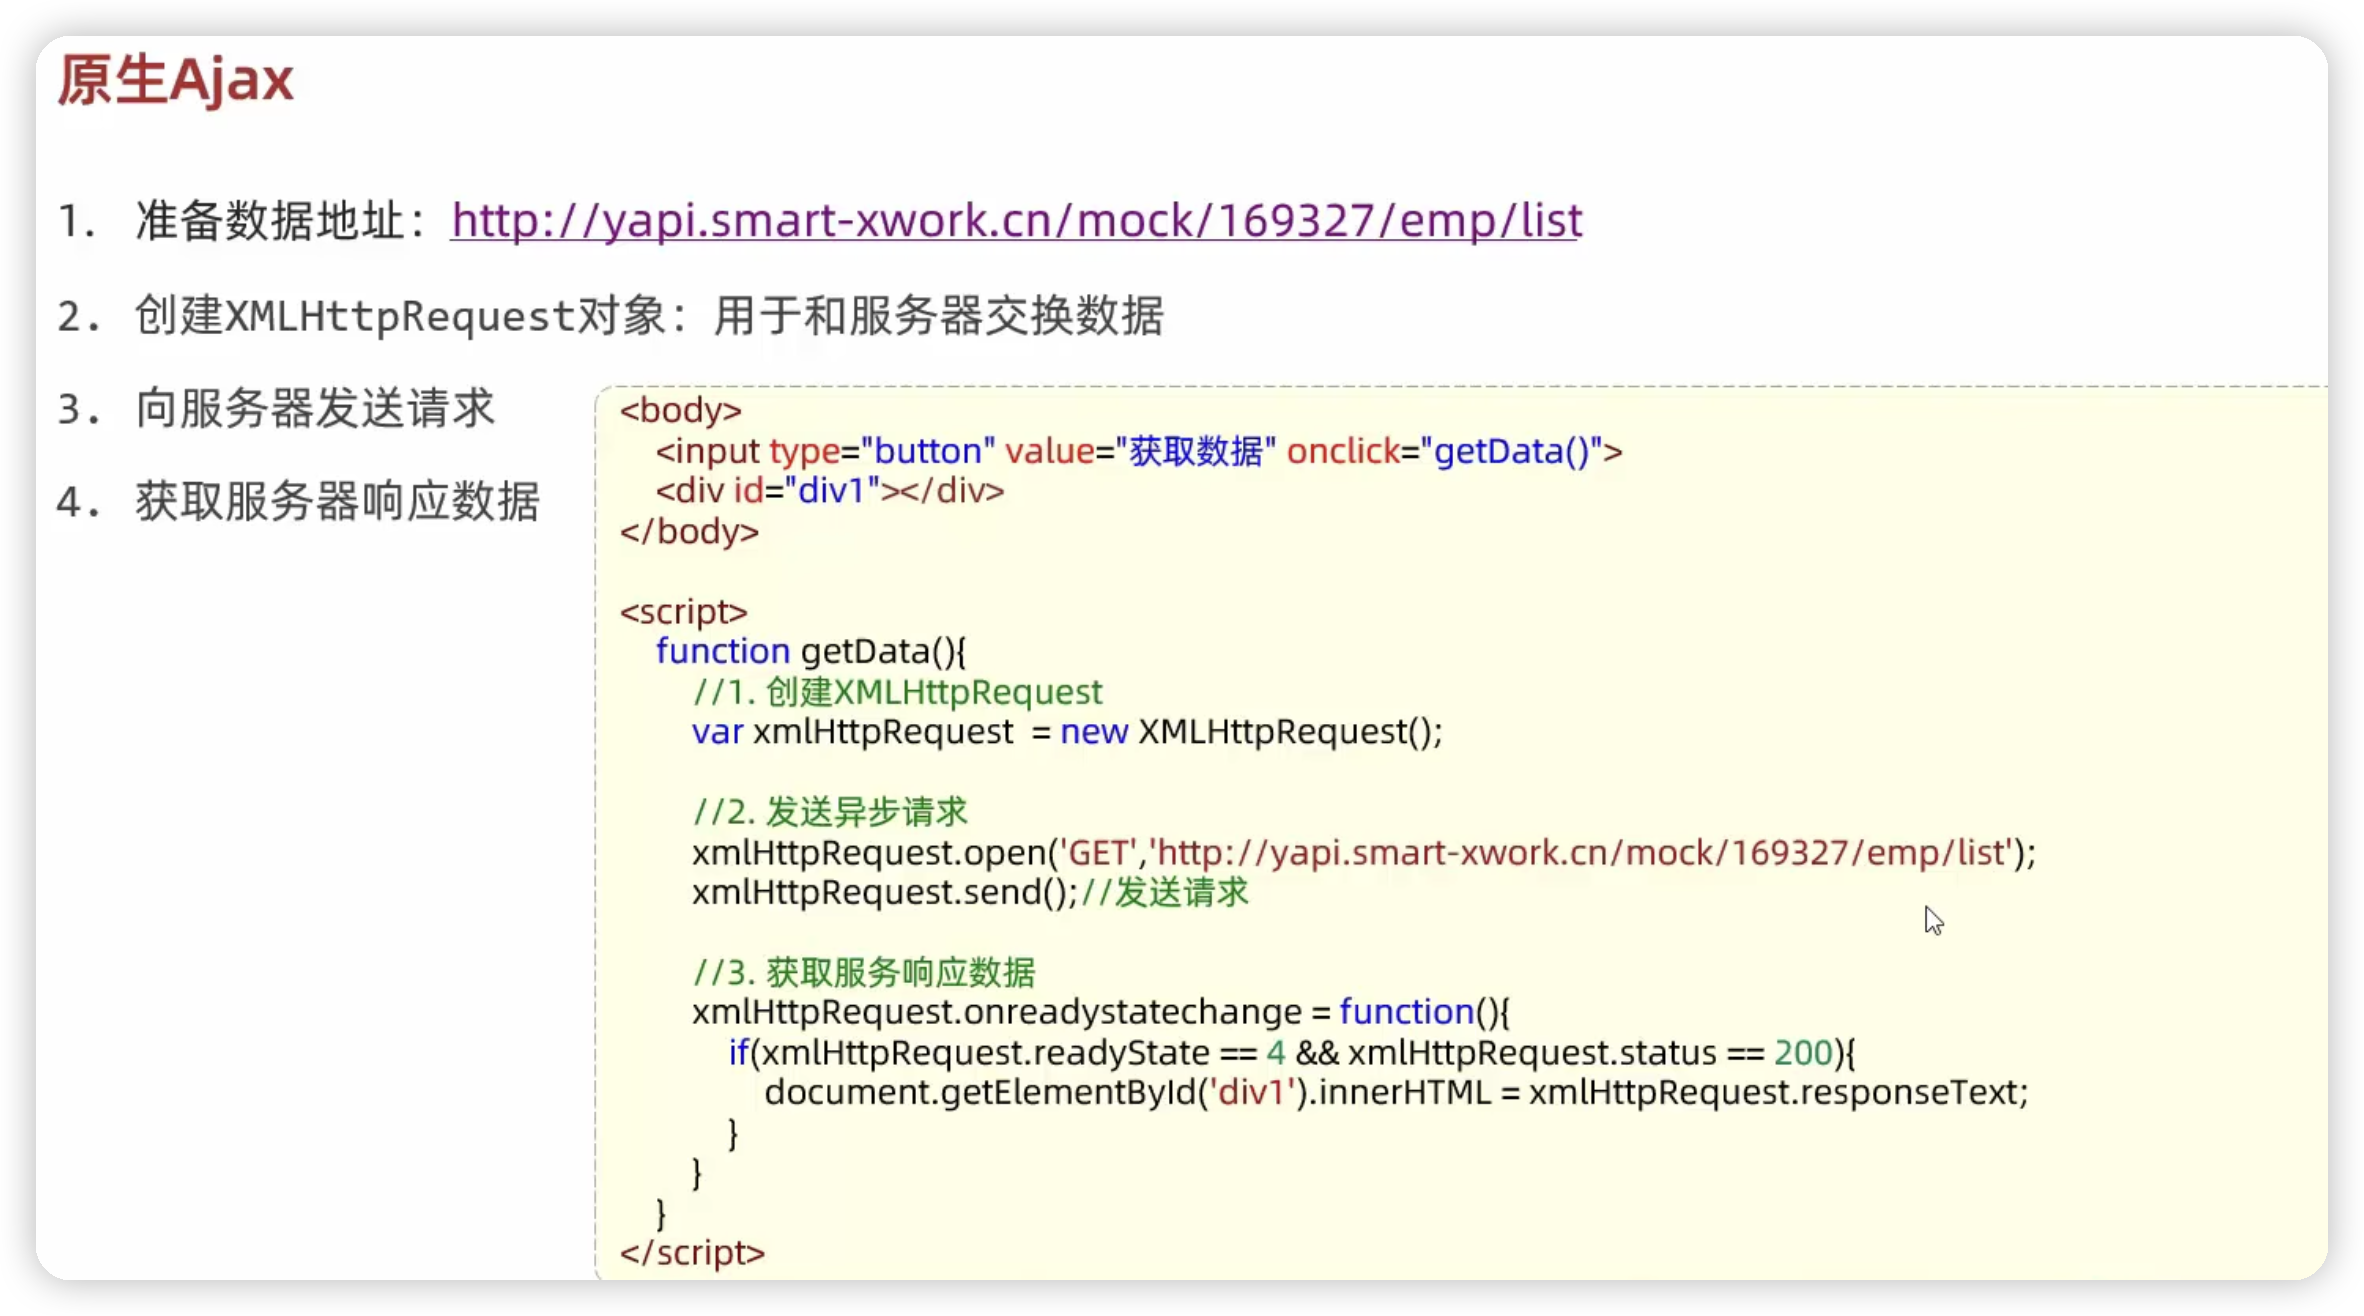 原生Ajax
1. 准备数据地址：http://yapi.smart-xwork.cn/mock/169327/emp/list
2. 创建XMLHttpRequest对象：用于和服务器交换数据
3. 向服务器发送请求
4. 获取服务器响应数据
<body>
<input type="button" value="获取数据" onclick="getData()">
<div id="div1"></div>
</body>
<script>
function getData(){
//1. 创建XMLHttpRequest
var xmlHttpRequest = new XMLHttpRequest();
//2. 发送异步请求
xmlHttpRequest.open('GET','http://yapi.smart-xwork.cn/mock/169327/emp/list');
xmlHttpRequest.send();//发送请求
//3. 获取服务响应数据
xmlHttpRequest.onreadystatechange = function(){
if(xmlHttpRequest.readyState == 4 && xmlHttpRequest.status == 200){
document.getElementById('div1').innerHTML = xmlHttpRequest.responseText;
}
}
}
</script>